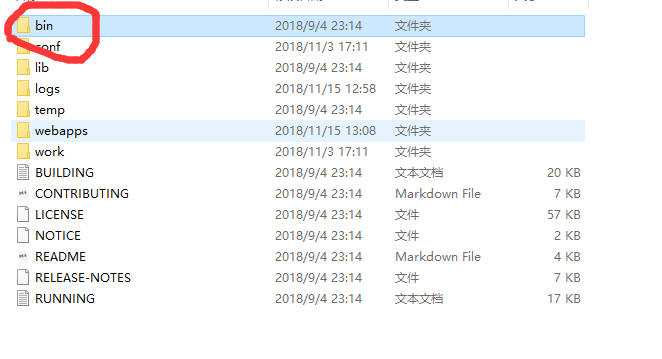 bin 2018/9/4 23:14 文件夹
conf 2018/11/3 17:11 文件夹
lib 2018/9/4 23:14 文件夹
logs 2018/11/15 12:58 文件夹
temp 2018/9/4 23:14 文件夹
webapps 2018/11/15 13:08 文件夹
work 2018/11/3 17:11 文件夹
BUILDING 2018/9/4 23:14 文本文档 20 KB
CONTRIBUTING 2018/9/4 23:14 Markdown File 7 KB
LICENSE 2018/9/4 23:14 文件 57 KB
NOTICE 2018/9/4 23:14 文件 2 KB
README 2018/9/4 23:14 Markdown File 4 KB
RELEASE-NOTES 2018/9/4 23:14 文件 7 KB
RUNNING 2018/9/4 23:14 文本文档 17 KB